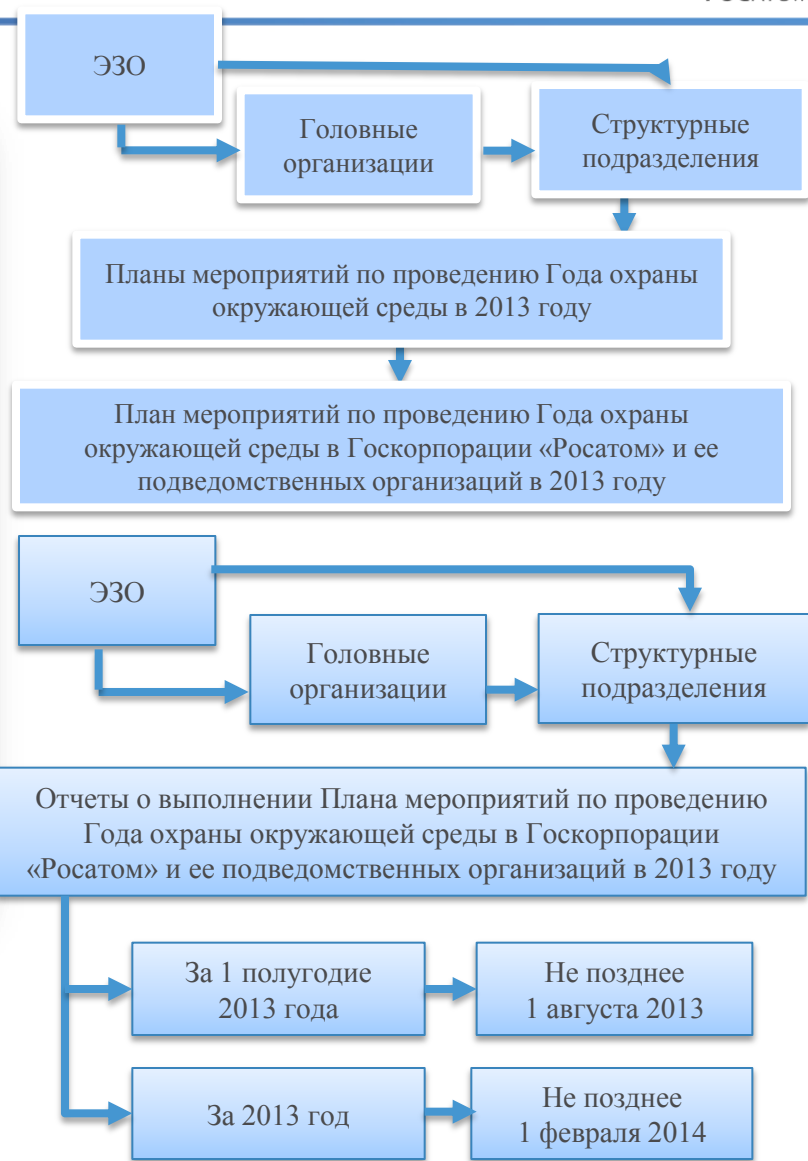 ЭЗО
Головные
организации
Структурные
подразделения
Планы мероприятий по проведению Года охраны
окружающей среды в 2013 году
План мероприятий по проведению Года охраны
окружающей среды в Госкорпорации «Росатом» и ее
подведомственных организаций в 2013 году
ЭЗО
Головные
организации
Структурные
подразделения
Отчеты о выполнении Плана мероприятий по проведению
Года охраны окружающей среды в Госкорпорации
«Росатом» и ее подведомственных организаций в 2013 году
За 1 полугодие
2013 года
Не позднее
1 августа 2013
За 2013 год
Не позднее
1 февраля 2014